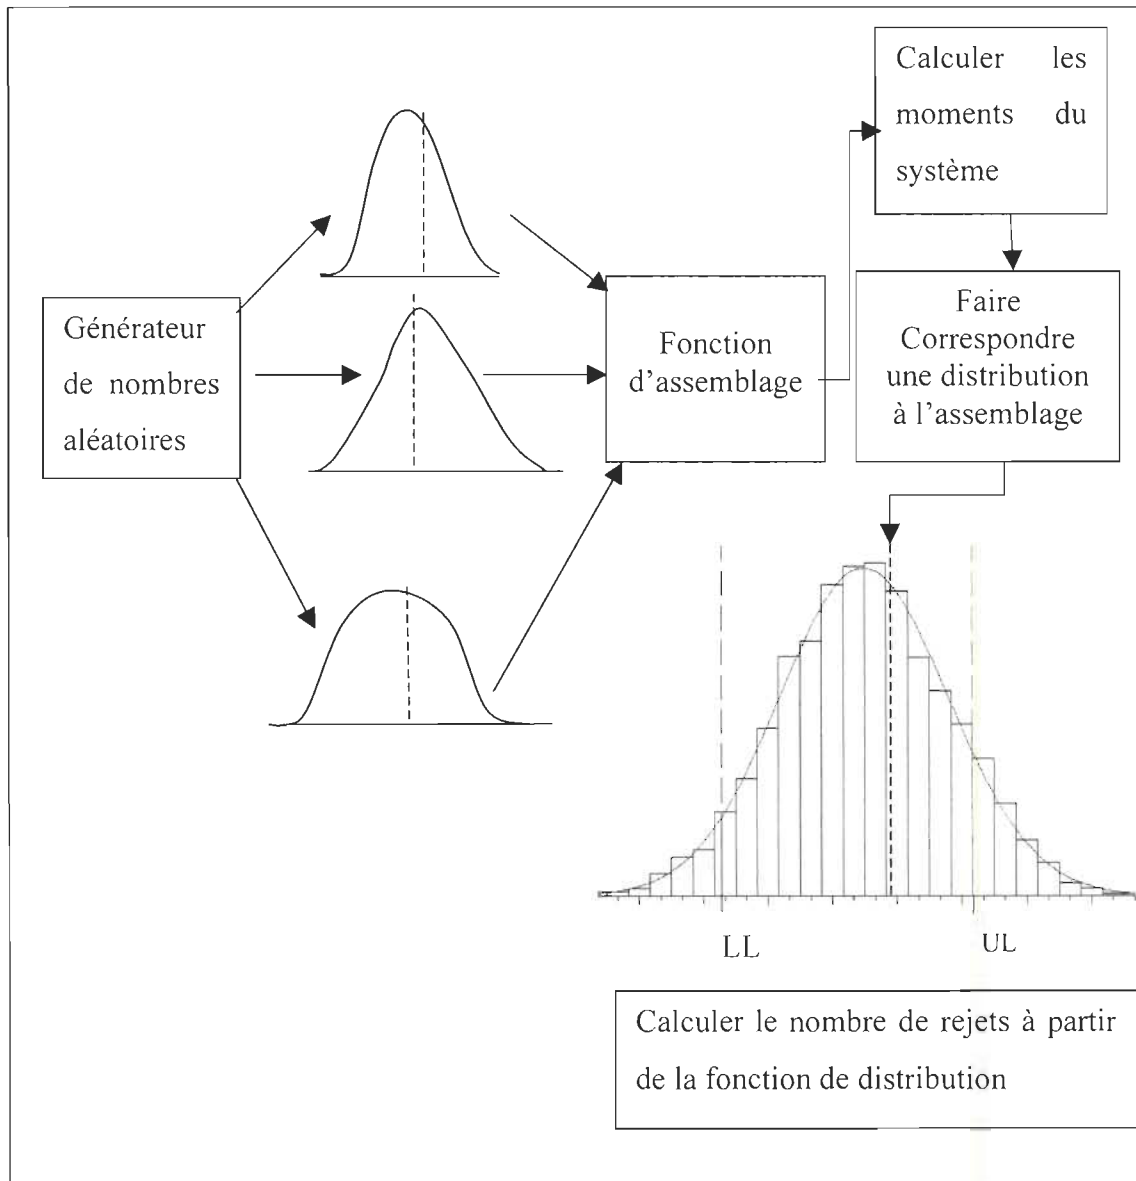 Calculer les
moments du
système
Générateur
de nombres
aléatoires
Fonction
d'assemblage
Faire
Correspondre
une distribution
à l'assemblage
LL
UL
Calculer le nombre de rejets à partir
de la fonction de distribution